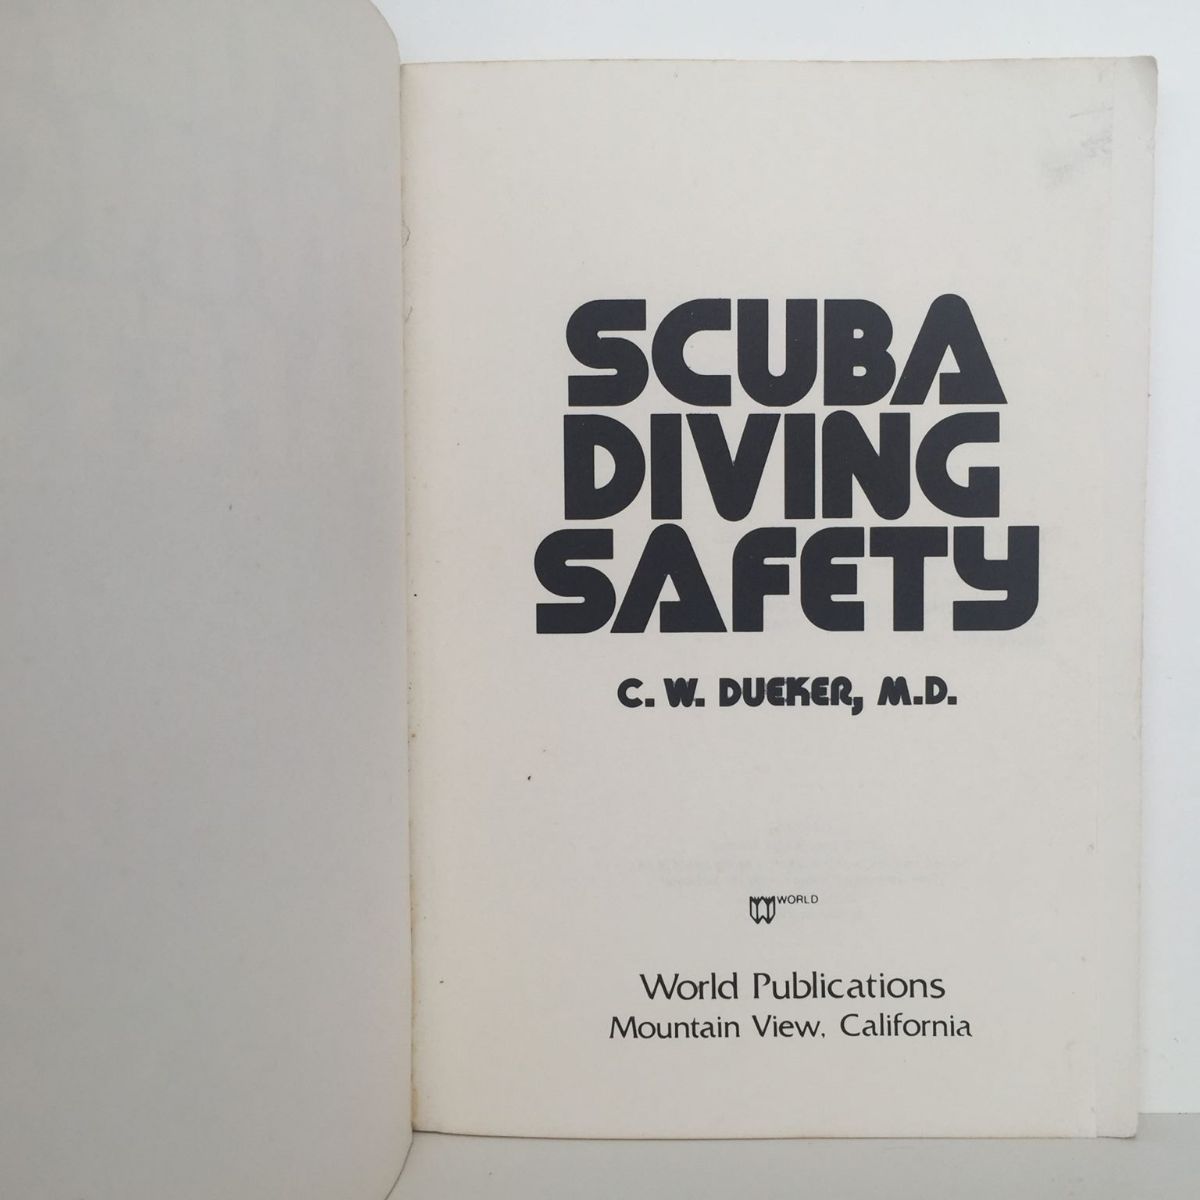 SCUBA
DIVING
SAFETY
C. W. DUEKER, M.D.
WORLD
World Publications
Mountain View, California